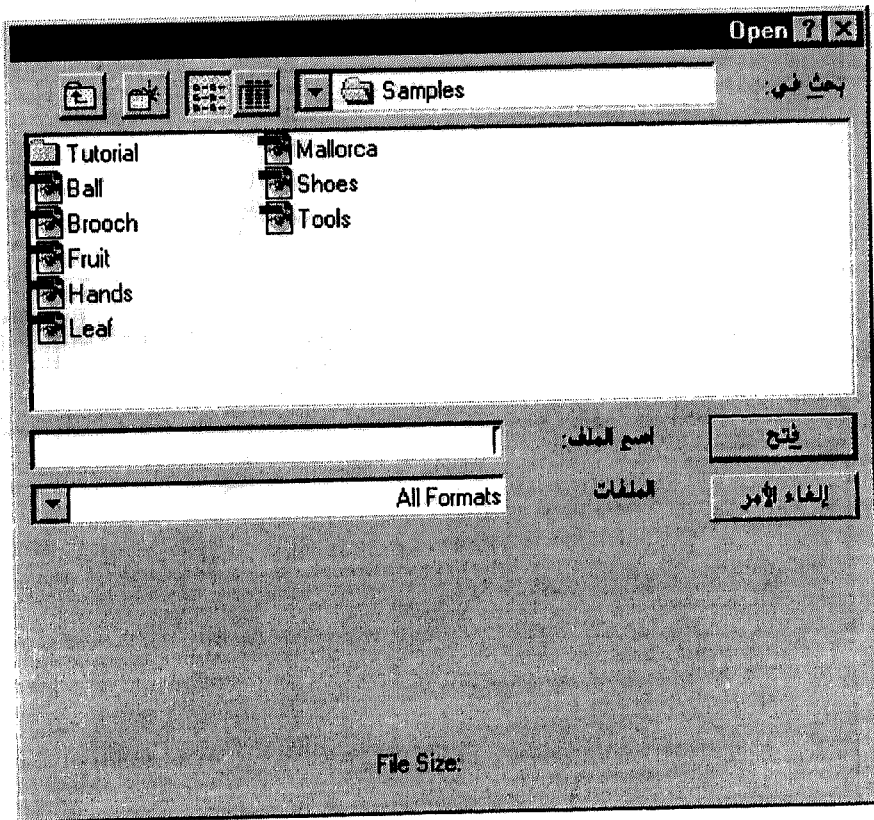 Open
بحث في:
Samples
Tutorial
Ball
Brooch
Fruit
Hands
Leaf
Mallorca
Shoes
Tools
اسم الملف:
فتح
الملفات
All Formats
إلغاء الأمر
File Size: